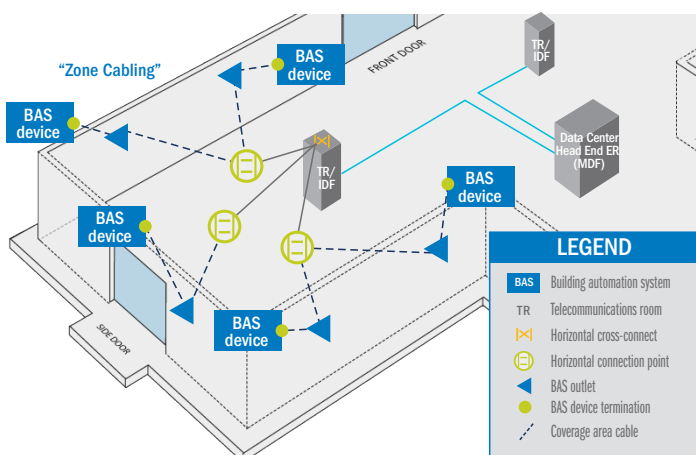 “Zone Cabling”
BAS
device
FRONT DOOR
TR/
IDF
BAS
device
Data Center
Head End ER
(MDF)
TR/
IDF
BAS
device
BAS
device
BAS
device
SIDE DOOR
LEGEND
BAS Building automation system
TR Telecommunications room
Horizontal cross-connect
Horizontal connection point
BAS outlet
BAS device termination
Coverage area cable